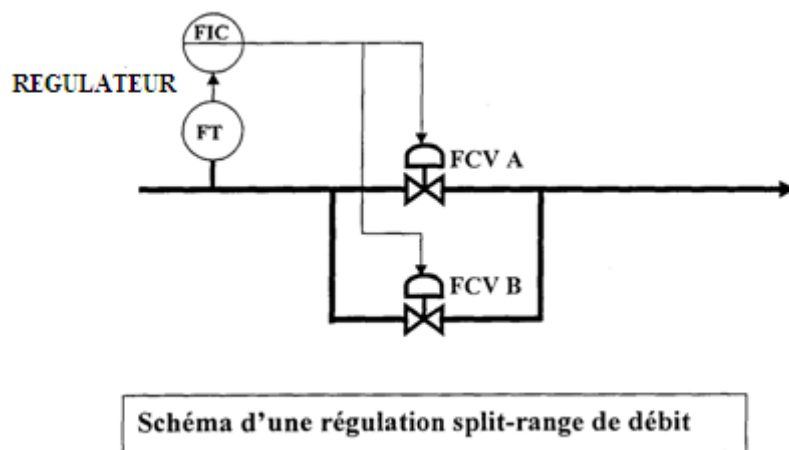 FIC
REGULATEUR
FT
FCV A
FCV B
Schéma d'une régulation split-range de débit